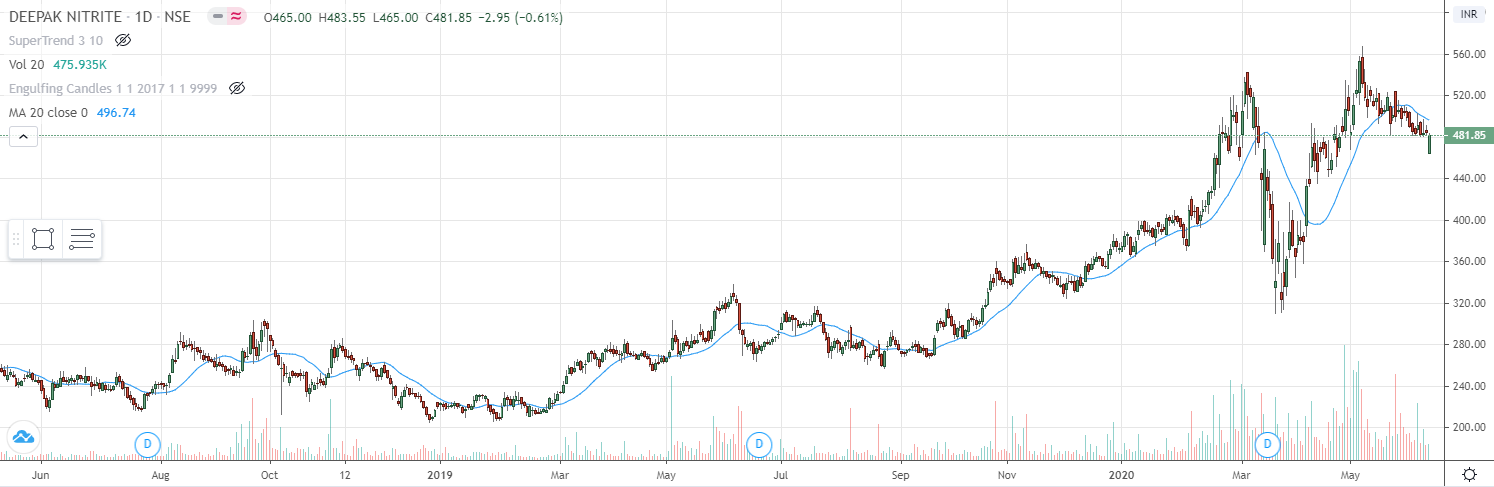 DEEPAK NITRITE · 1D · NSE O465.00 H483.55 L465.00 C481.85 −2.95 (−0.61%)
SuperTrend 3 10
Vol 20 475.935K
Engulfing Candles 1 1 2017 1 1 9999
MA 20 close 0 496.74
INR
560.00
520.00
481.85
440.00
400.00
360.00
320.00
280.00
240.00
200.00
D D D
Jun Aug Oct 12 2019 Mar May Jul Sep Nov 2020 Mar May